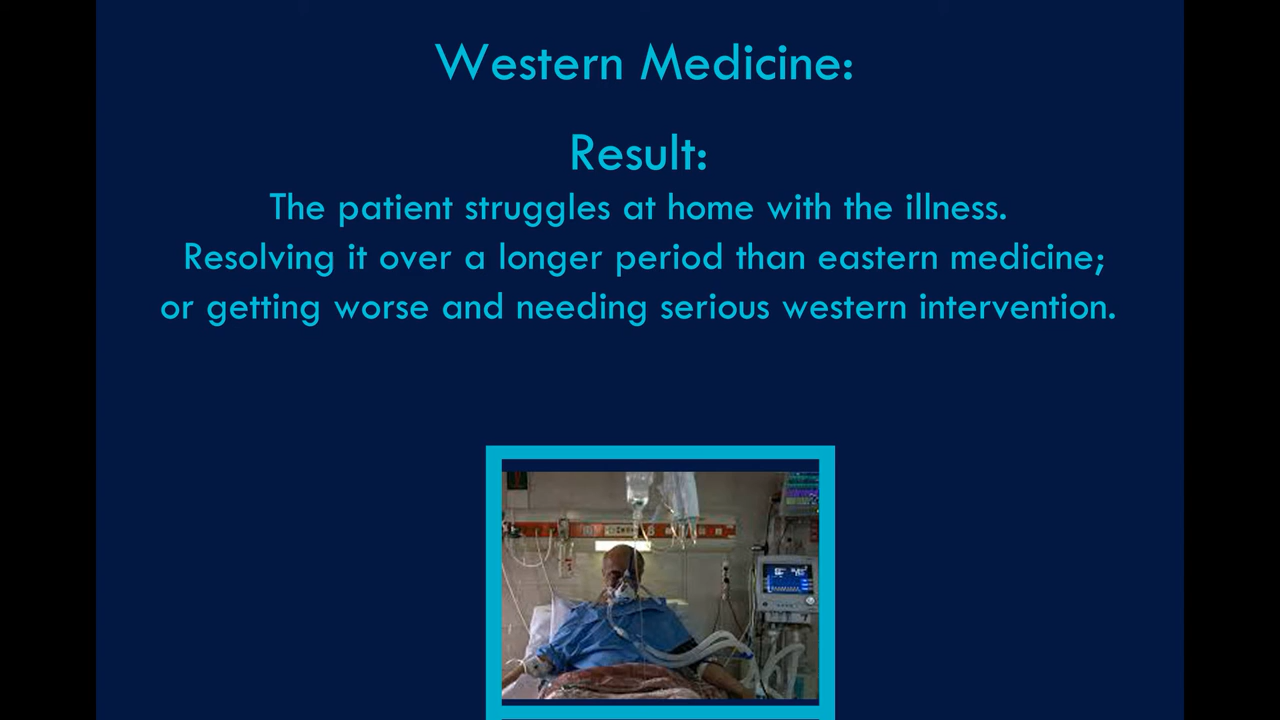 Western Medicine:
Result:
The patient struggles at home with the illness.
Resolving it over a longer period than eastern medicine;
or getting worse and needing serious western intervention.